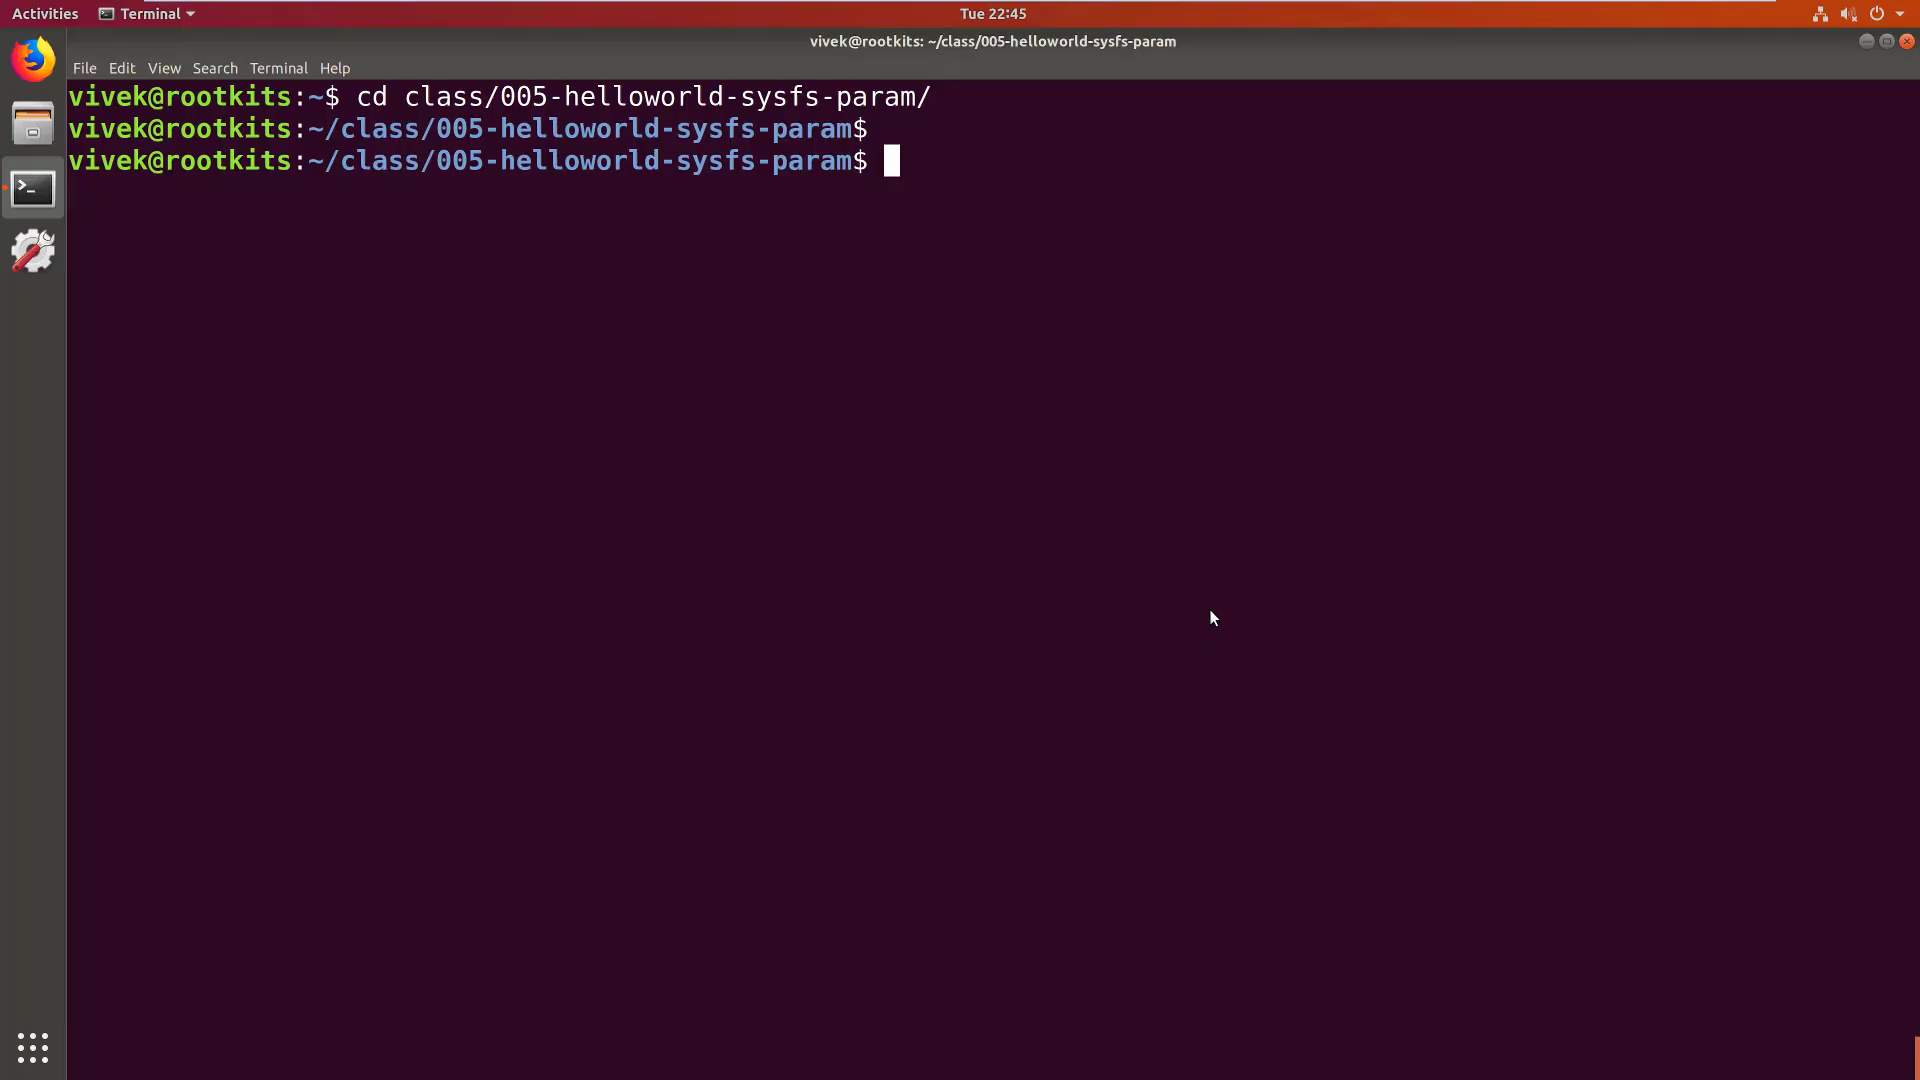 Activities Terminal Tue 22:45
vivek@rootkits: ~/class/005-helloworld-sysfs-param
File Edit View Search Terminal Help
vivek@rootkits:~$ cd class/005-helloworld-sysfs-param/
vivek@rootkits:~/class/005-helloworld-sysfs-param$
vivek@rootkits:~/class/005-helloworld-sysfs-param$